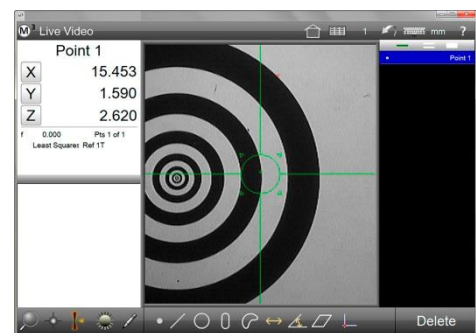 M3 Live Video
1 mm ?
Point 1
X 15.453
Y 1.590
Z 2.620
f 0.000 Pts 1 of 1
Least Squares Ref 1T
Point 1
Delete